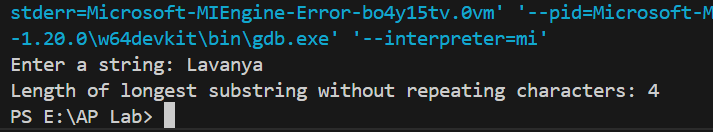 stderr=Microsoft-MIEngine-Error-bo4y15tv.0vm' '--pid=Microsoft-M
-1.20.0\w64devkit\bin\gdb.exe' '--interpreter=mi'
Enter a string: Lavanya
Length of longest substring without repeating characters: 4
PS E:\AP Lab>